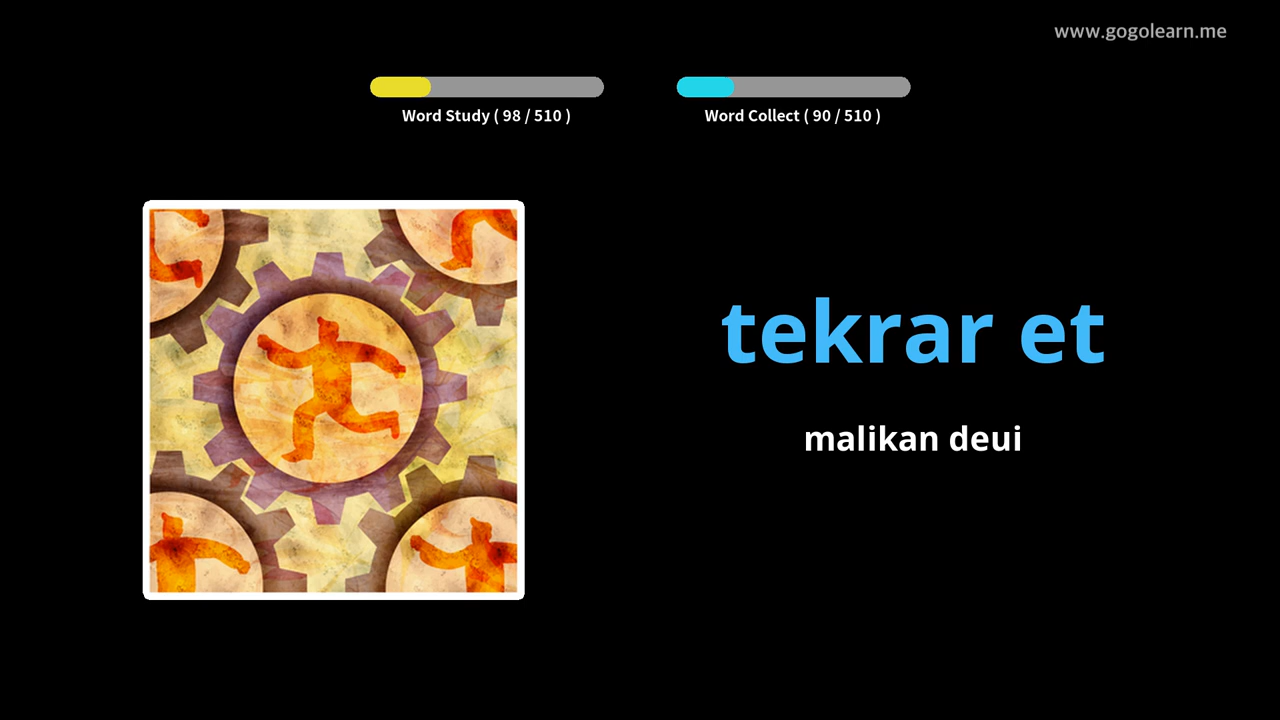 www.gogolearn.me
Word Study ( 98 / 510 )
Word Collect ( 90 / 510 )
tekrar et
malikan deui